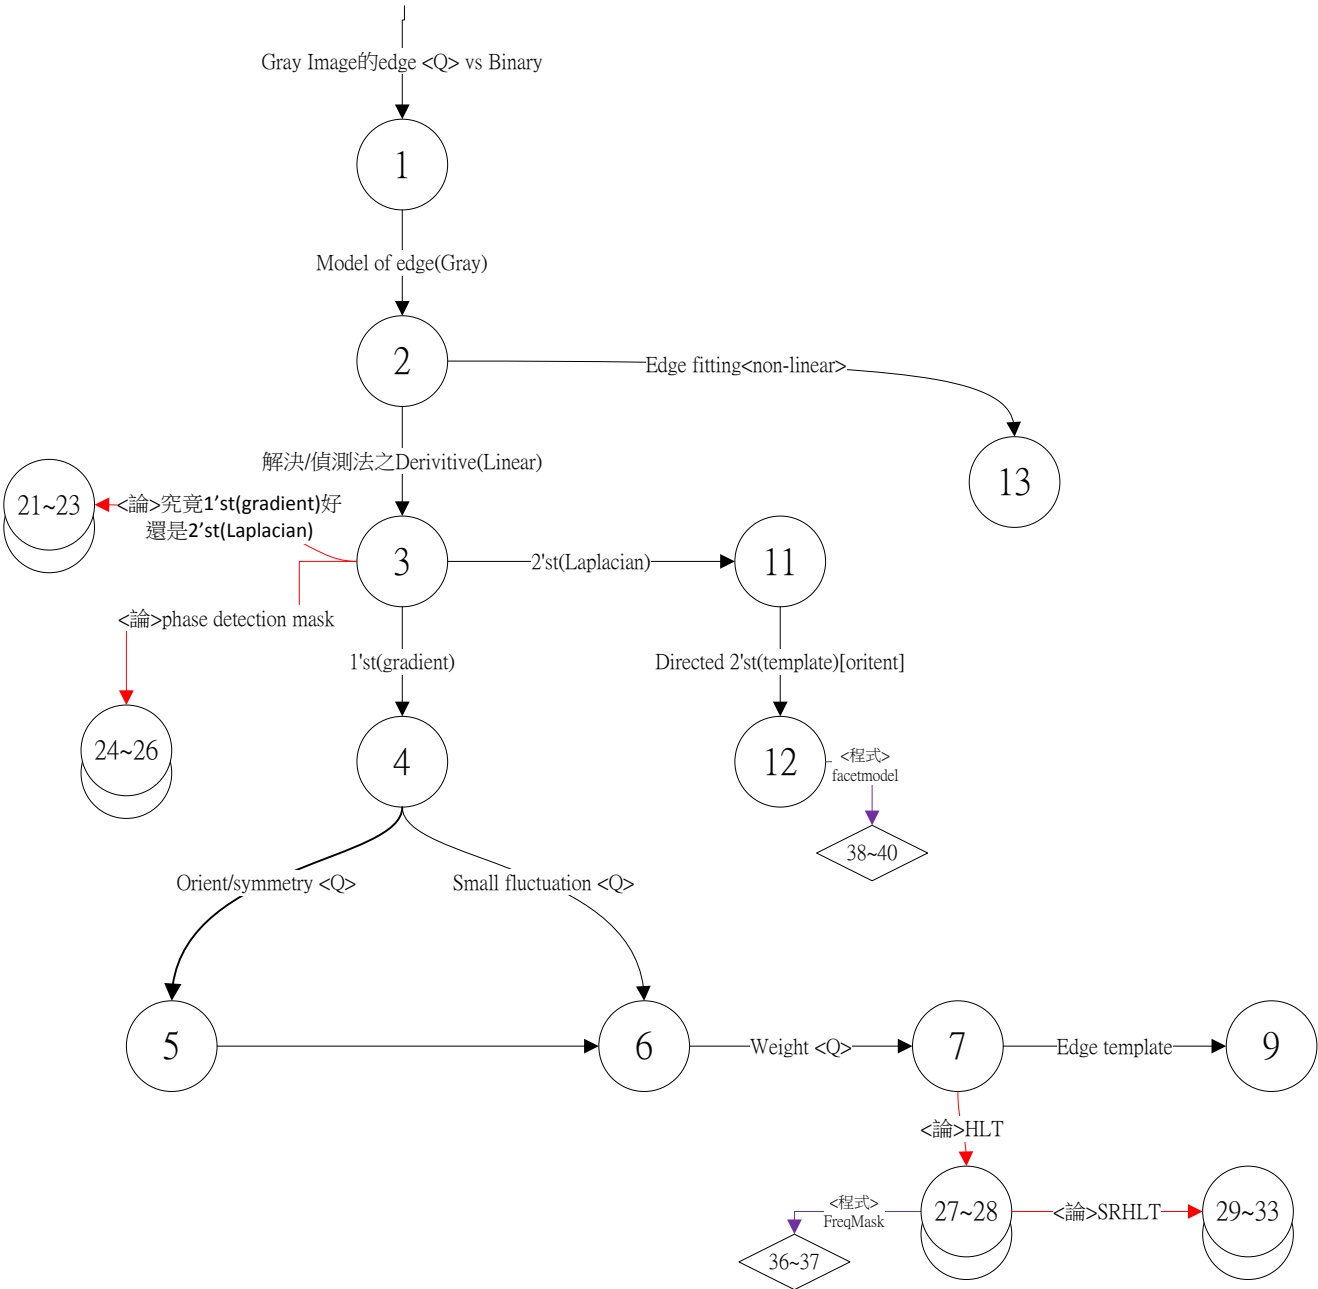 Gray Image的edge <Q> vs Binary
1
Model of edge(Gray)
2
Edge fitting<non-linear>
13
解決/偵測法之Derivitive(Linear)
21~23
<論>究竟1’st(gradient)好
還是2’st(Laplacian)
3
2'st(Laplacian)
11
<論>phase detection mask
24~26
1'st(gradient)
Directed 2'st(template)[oritent]
4
12
<程式>
facetmodel
38~40
Orient/symmetry <Q>
Small fluctuation <Q>
5
6
Weight <Q>
7
Edge template
9
<論>HLT
27~28
<論>SRHLT
29~33
<程式>
FreqMask
36~37